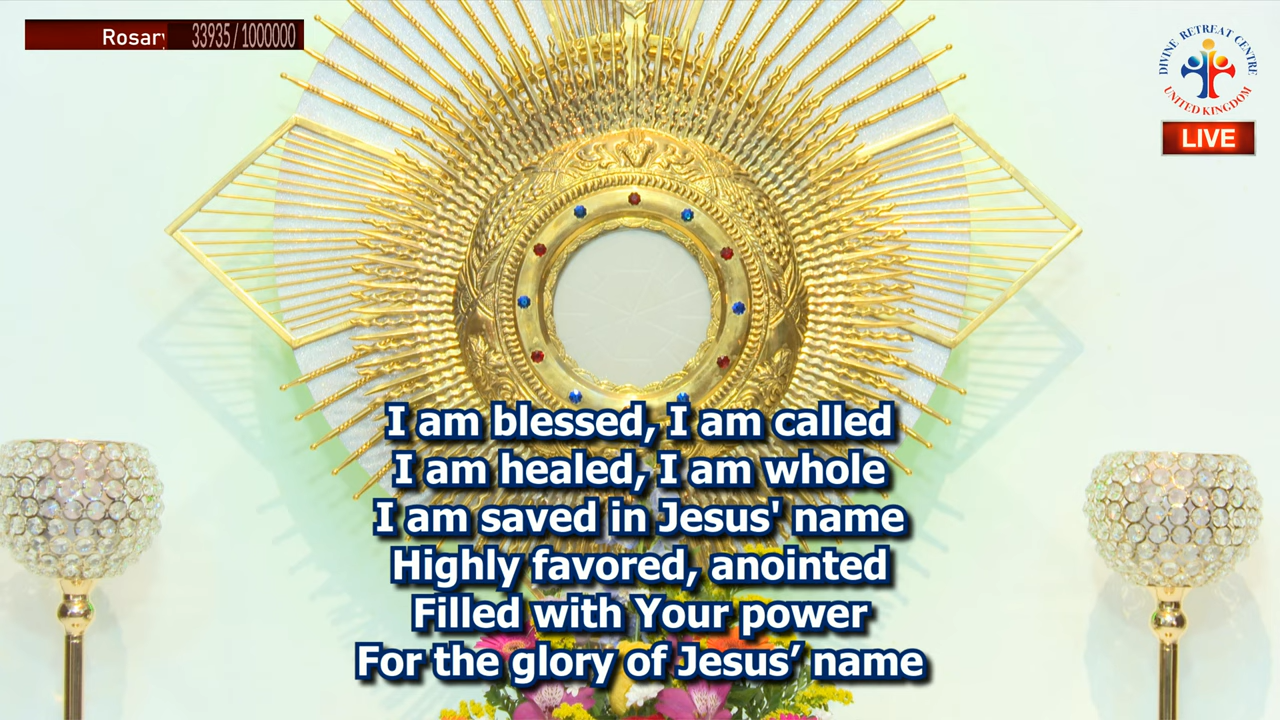 Rosary 33935/1000000
DIVINE RETREAT CENTRE
UNITED KINGDOM
LIVE
I am blessed, I am called
I am healed, I am whole
I am saved in Jesus' name
Highly favored, anointed
Filled with Your power
For the glory of Jesus’ name